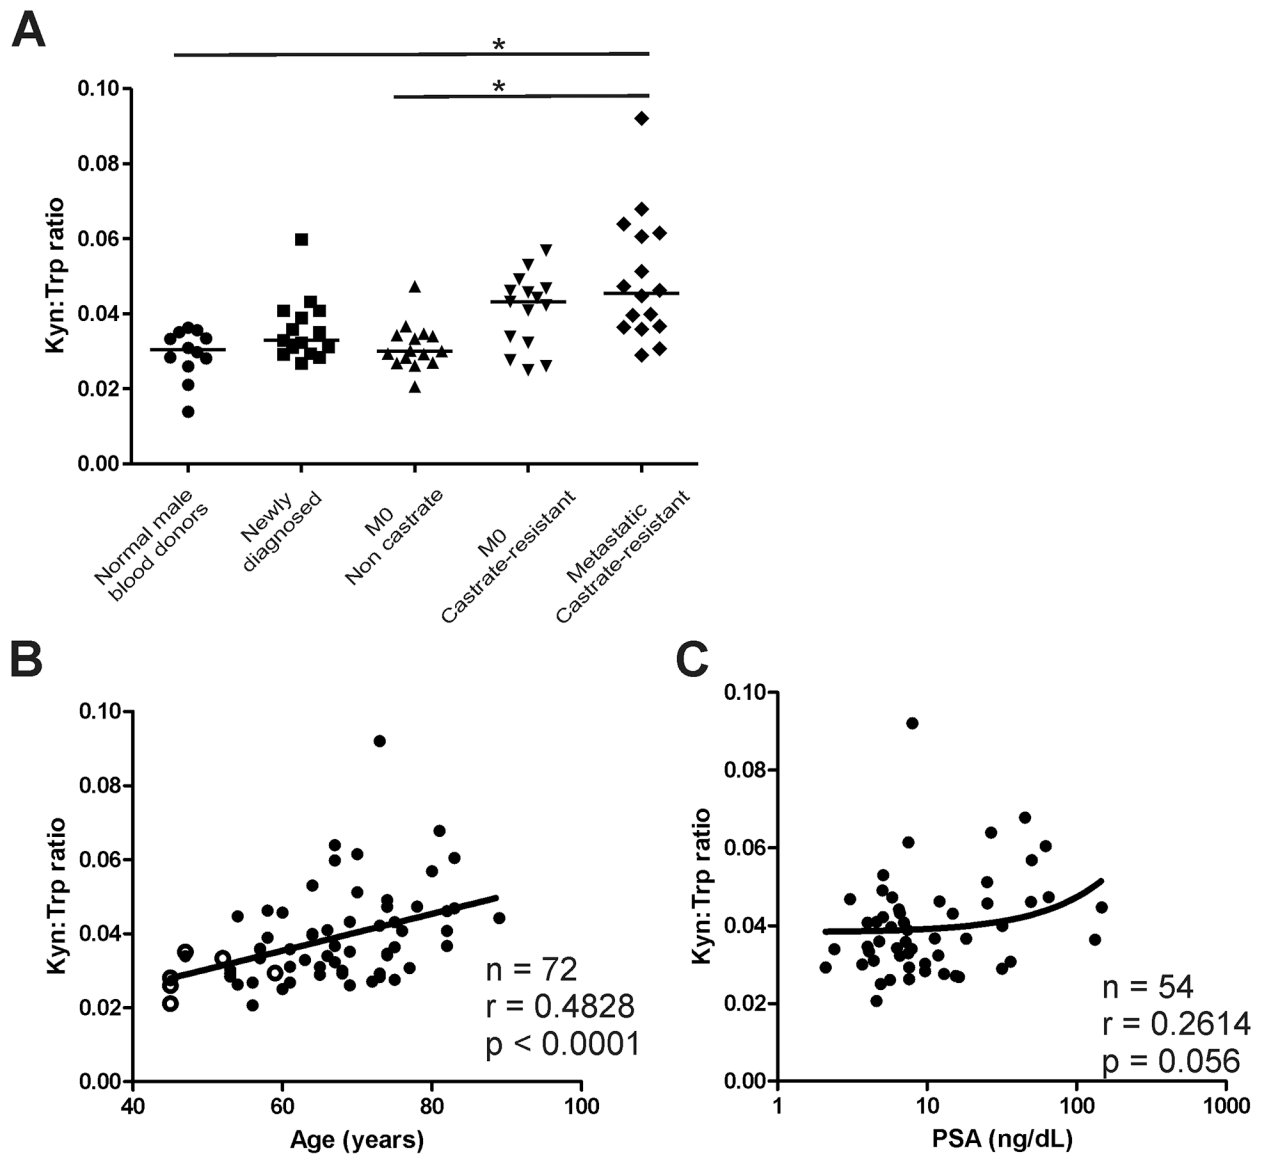 A
*
*
Kyn:Trp ratio
0.10
0.08
0.06
0.04
0.02
0.00
Normal male
blood donors
Newly
diagnosed
M0
Non castrate
M0
Castrate-resistant
Metastatic
Castrate-resistant
B
Kyn:Trp ratio
0.10
0.08
0.06
0.04
0.02
0.00
n = 72
r = 0.4828
p < 0.0001
40
60
80
100
Age (years)
C
Kyn:Trp ratio
0.10
0.08
0.06
0.04
0.02
0.00
n = 54
r = 0.2614
p = 0.056
1
10
100
1000
PSA (ng/dL)